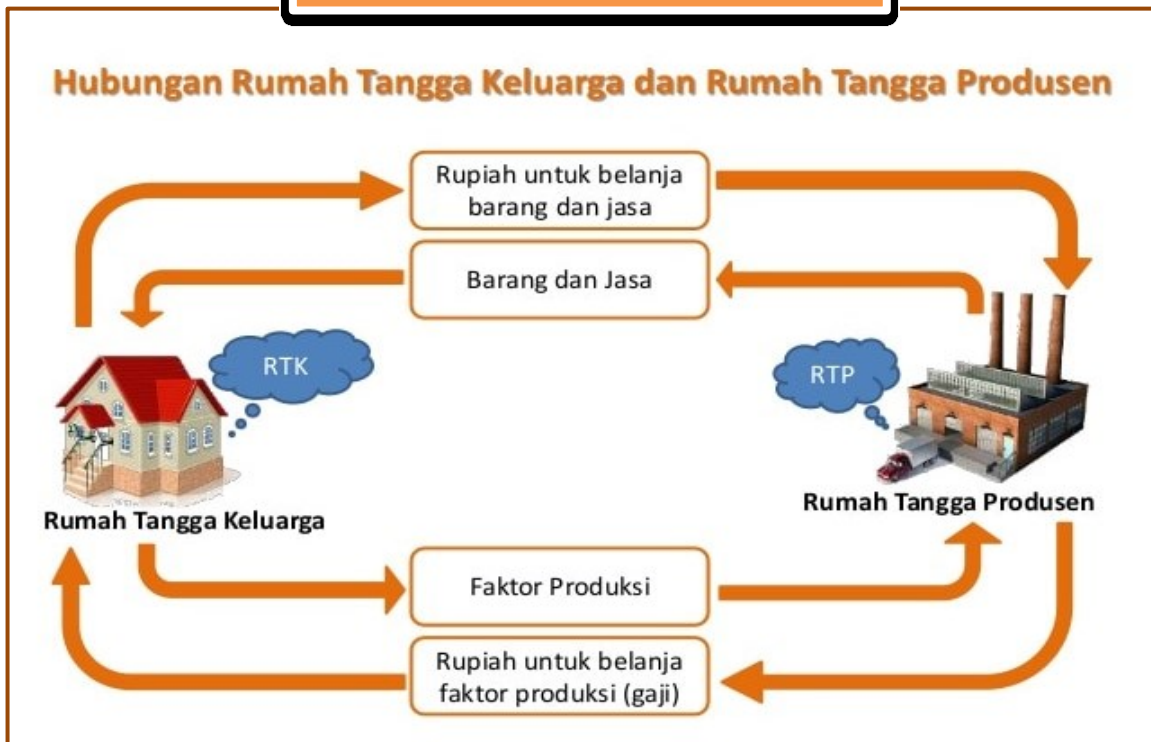 Hubungan Rumah Tangga Keluarga dan Rumah Tangga Produsen
Rupiah untuk belanja
barang dan jasa
Barang dan Jasa
RTK
RTP
Rumah Tangga Keluarga
Rumah Tangga Produsen
Faktor Produksi
Rupiah untuk belanja
faktor produksi (gaji)